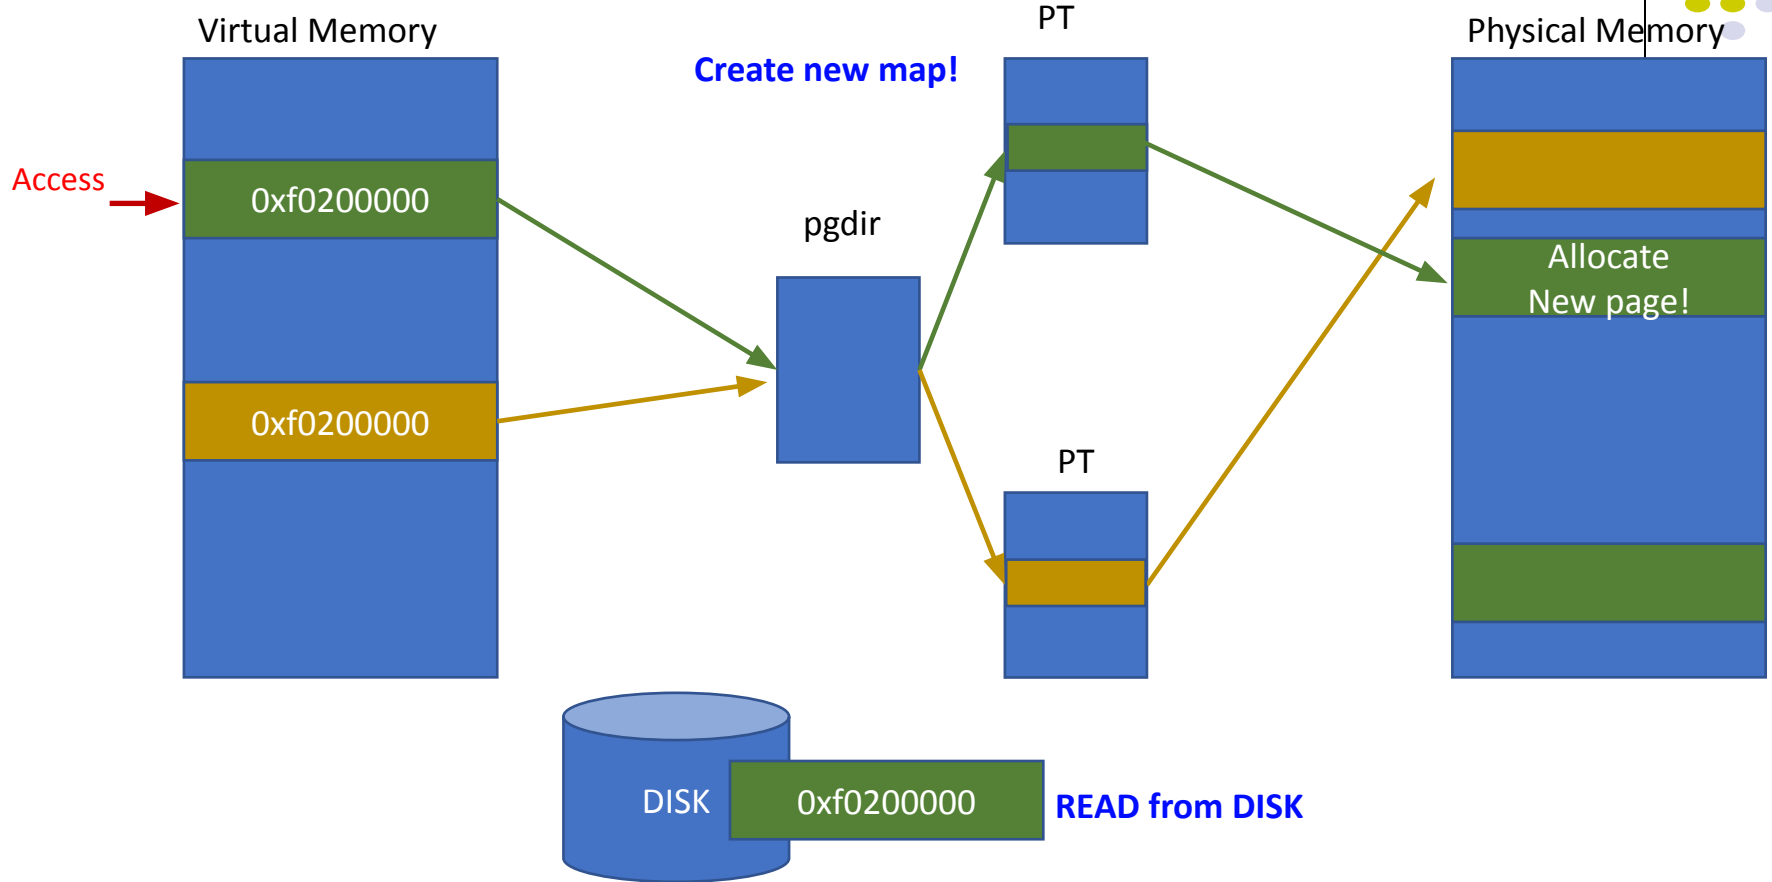 Virtual Memory
PT
Physical Memory
Create new map!
Access
0xf0200000
pgdir
Allocate
New page!
0xf0200000
PT
DISK
0xf0200000
READ from DISK